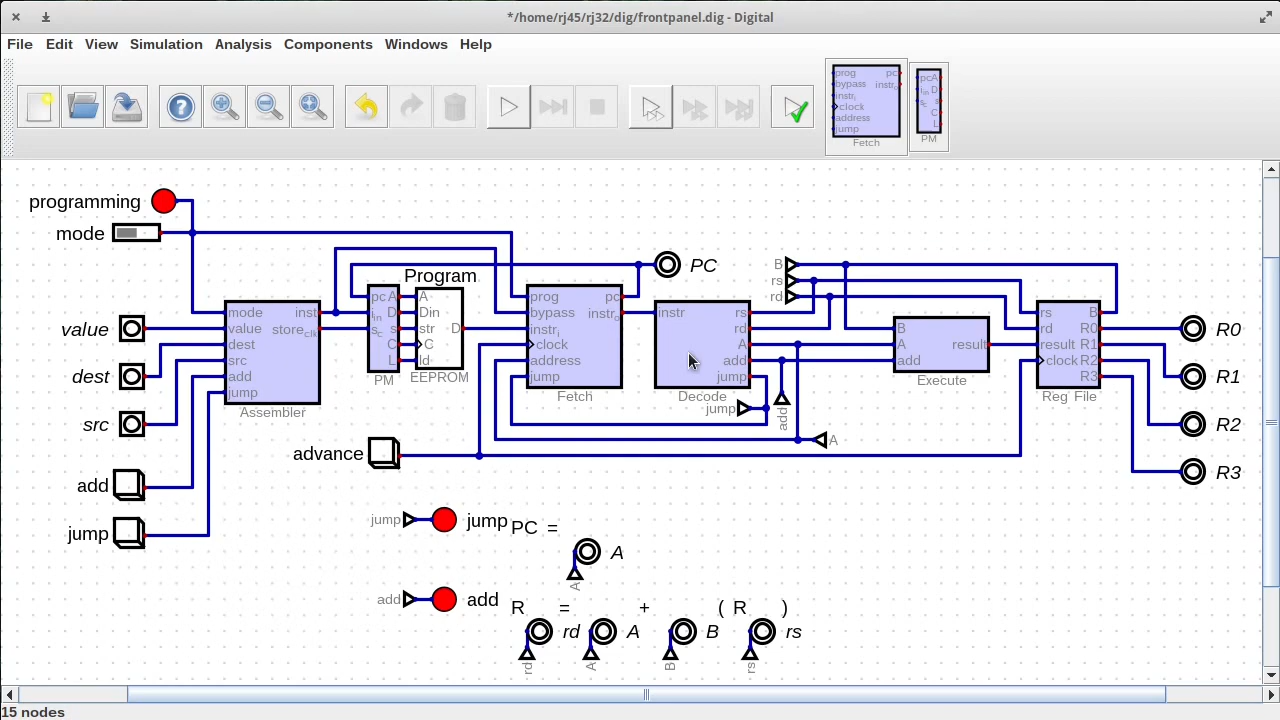 */home/rj45/rj32/dig/frontpanel.dig - Digital
File Edit View Simulation Analysis Components Windows Help
prog pc
bypass instr
instr
clock
address
jump
Fetch
pc A
D
s
C
L
PM
programming
mode
value
dest
src
add
jump
mode inst
value store clk
dest
src
add
jump
Assembler
Program
pc A
in D
sc s
C
L
PM
A
Din
str D
C
ld
EEPROM
prog pc
bypass instr o
instr i
clock
address
jump
Fetch
PC
instr rs
rd
A
add
jump
Decode
jump
add
A
B
rs
rd
B
A result
add
Execute
rs B
rd R0
result R1
clock R2
R3
Reg File
R0
R1
R2
R3
advance
jump jump PC =
A
A
add add R = + ( R )
rd A B rs
rd A B rs
15 nodes